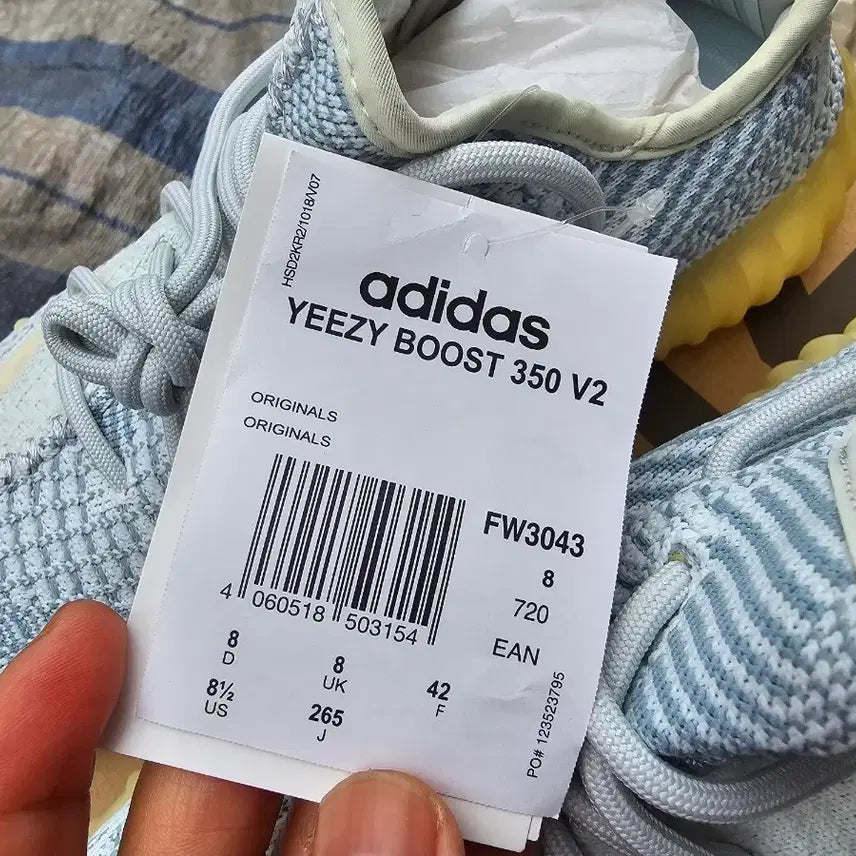 HSD2KR2/1018/V07
adidas
YEEZY BOOST 350 V2
ORIGINALS
ORIGINALS
FW3043
8
720
EAN
4 060518 503154
8
D
8
UK
42
F
8½
US
265
J
PO# 123523795